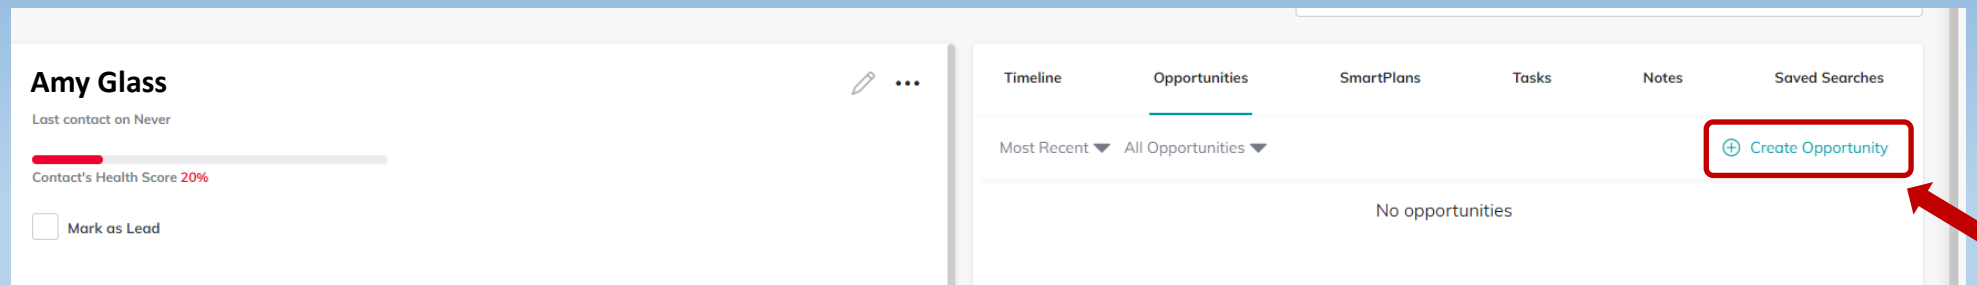 Amy Glass
Last contact on Never
Contact's Health Score 20%
Mark as Lead
Timeline Opportunities SmartPlans Tasks Notes Saved Searches
Most Recent All Opportunities Create Opportunity
No opportunities